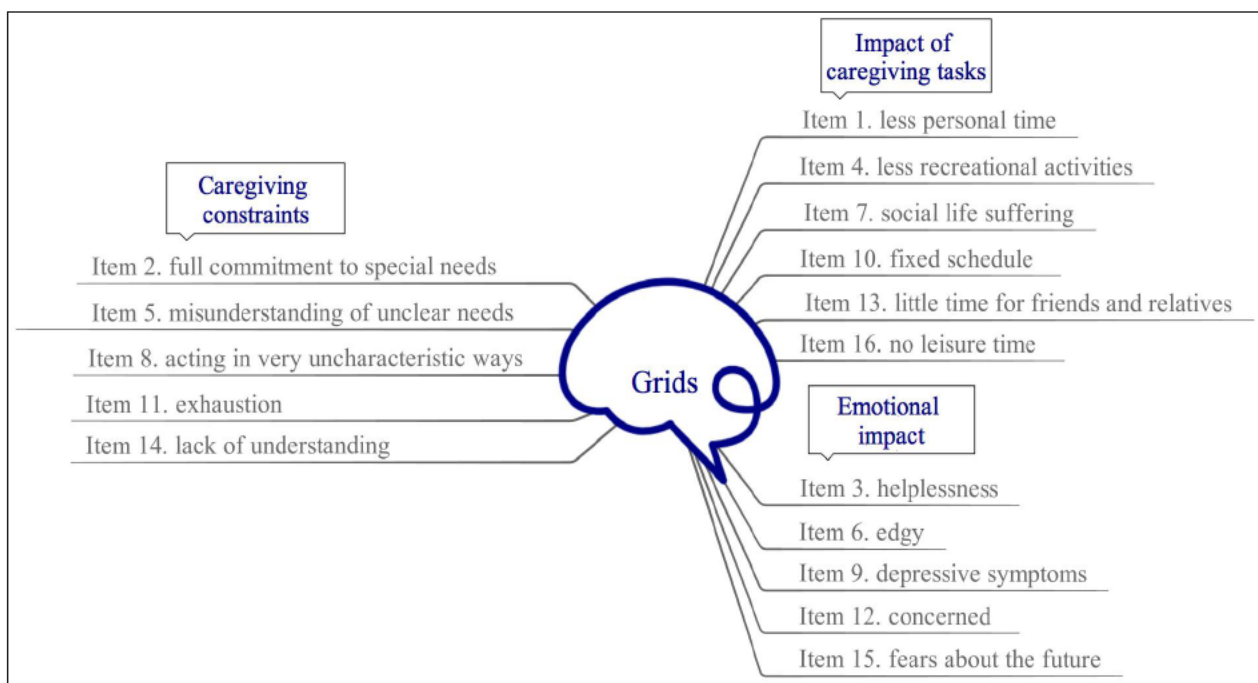 Caregiving
constraints
Item 2. full commitment to special needs
Item 5. misunderstanding of unclear needs
Item 8. acting in very uncharacteristic ways
Item 11. exhaustion
Item 14. lack of understanding
Grids
Impact of
caregiving tasks
Item 1. less personal time
Item 4. less recreational activities
Item 7. social life suffering
Item 10. fixed schedule
Item 13. little time for friends and relatives
Item 16. no leisure time
Emotional
impact
Item 3. helplessness
Item 6. edgy
Item 9. depressive symptoms
Item 12. concerned
Item 15. fears about the future